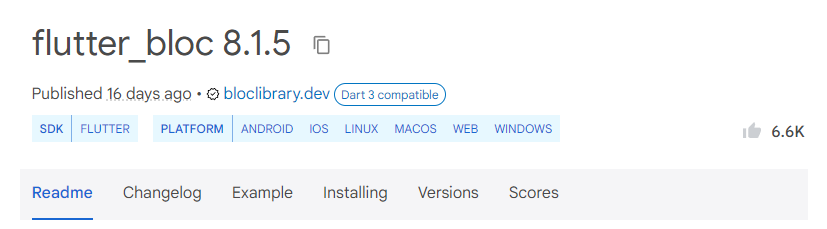 flutter_bloc 8.1.5
Published 16 days ago • bloclibrary.dev Dart 3 compatible
SDK FLUTTER PLATFORM ANDROID IOS LINUX MACOS WEB WINDOWS
6.6K
Readme Changelog Example Installing Versions Scores